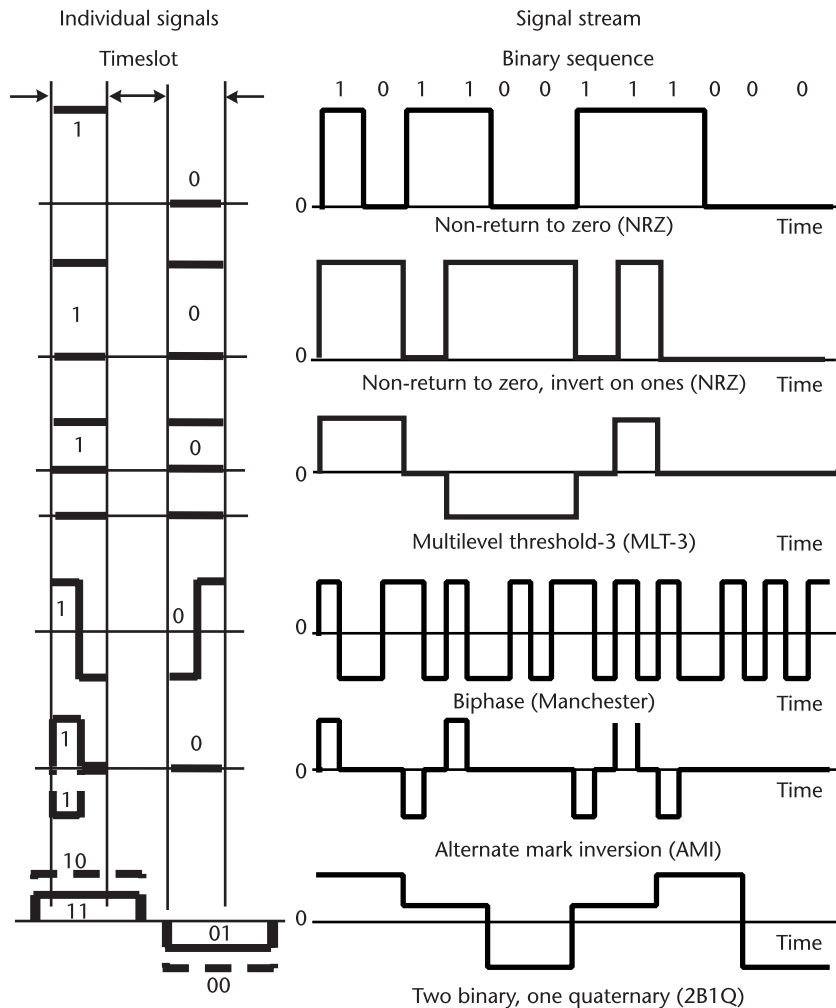 Individual signals
Signal stream
Timeslot
Binary sequence
1 0 1 1 0 0 1 1 1 0 0 0
1
0
0
Non-return to zero (NRZ)
Time
1
0
0
Non-return to zero, invert on ones (NRZ)
Time
1
0
0
Multilevel threshold-3 (MLT-3)
Time
1
0
0
Biphase (Manchester)
Time
1
0
0
1
Time
Alternate mark inversion (AMI)
10
11
01
00
0
Time
Two binary, one quaternary (2B1Q)